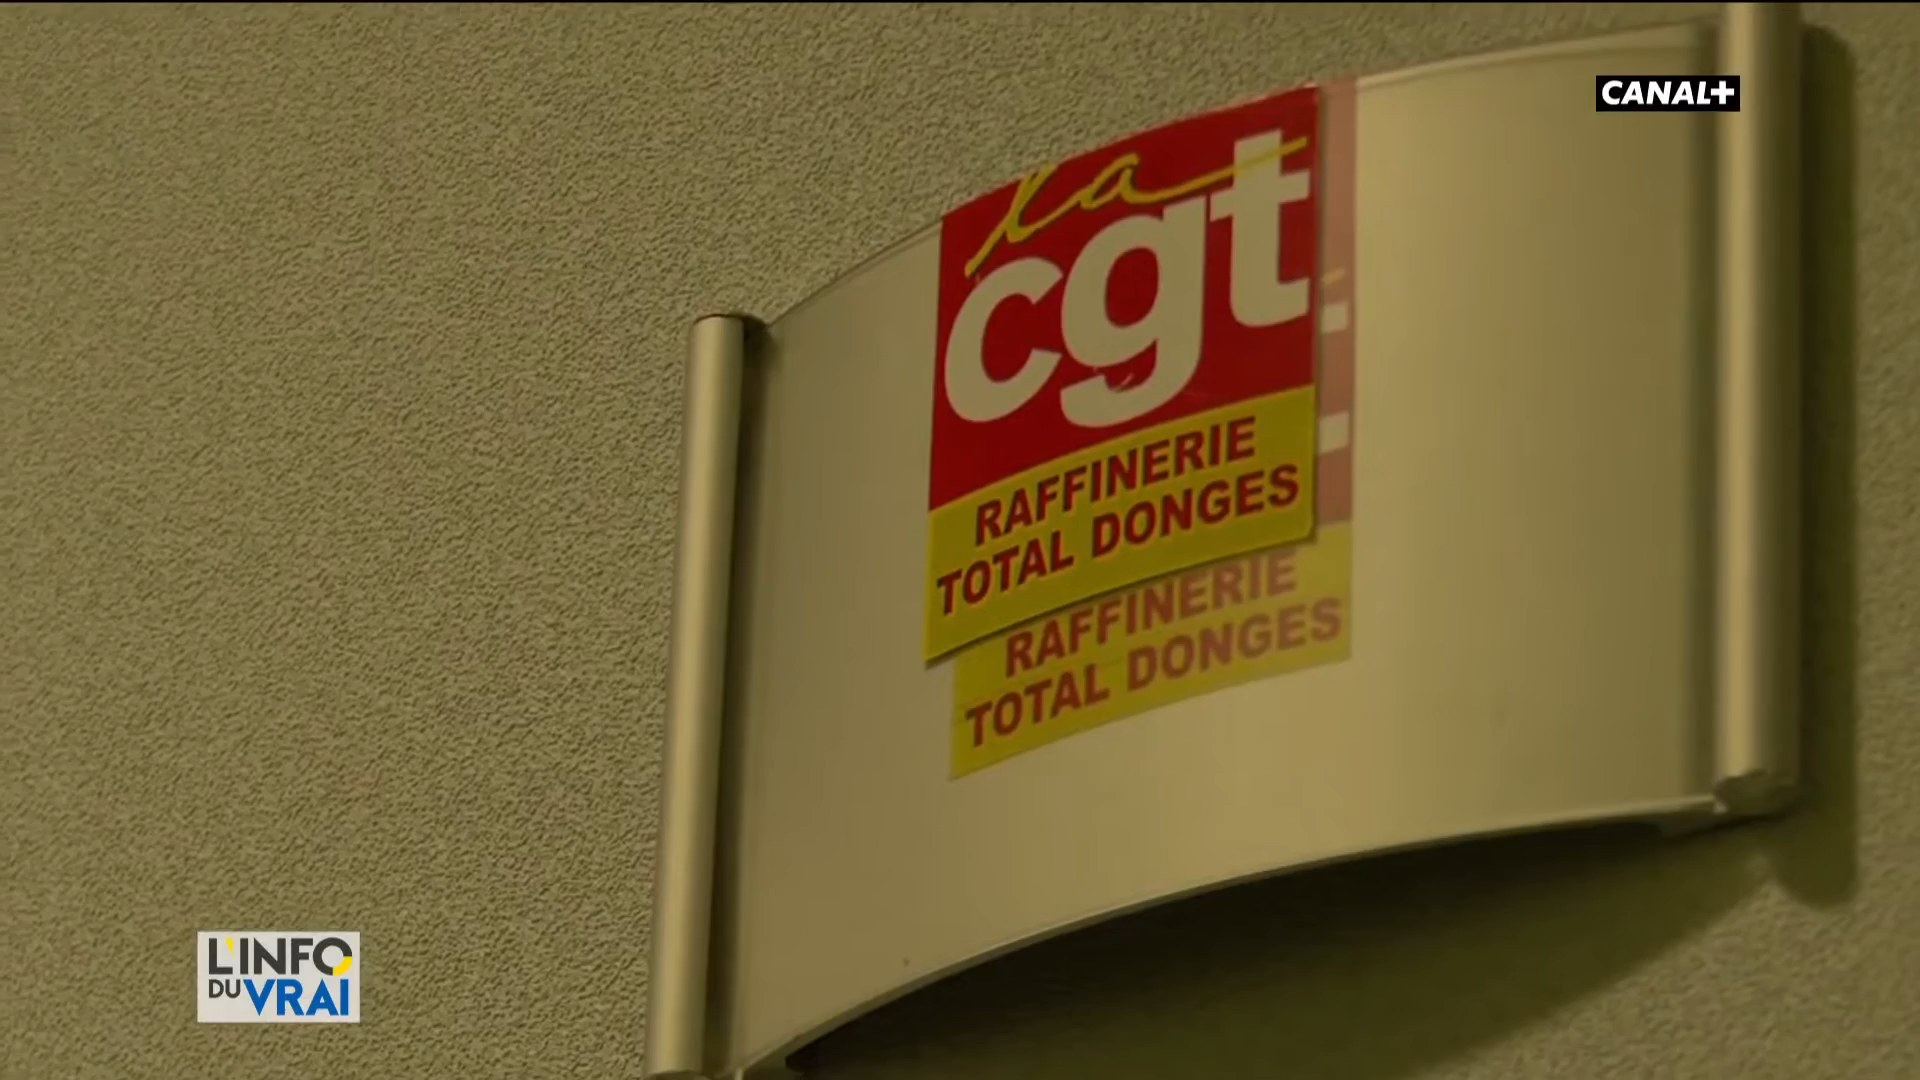 CANAL+
la
cgt
RAFFINERIE
TOTAL DONGES
RAFFINERIE
TOTAL DONGES
L'INFO
DU VRAI